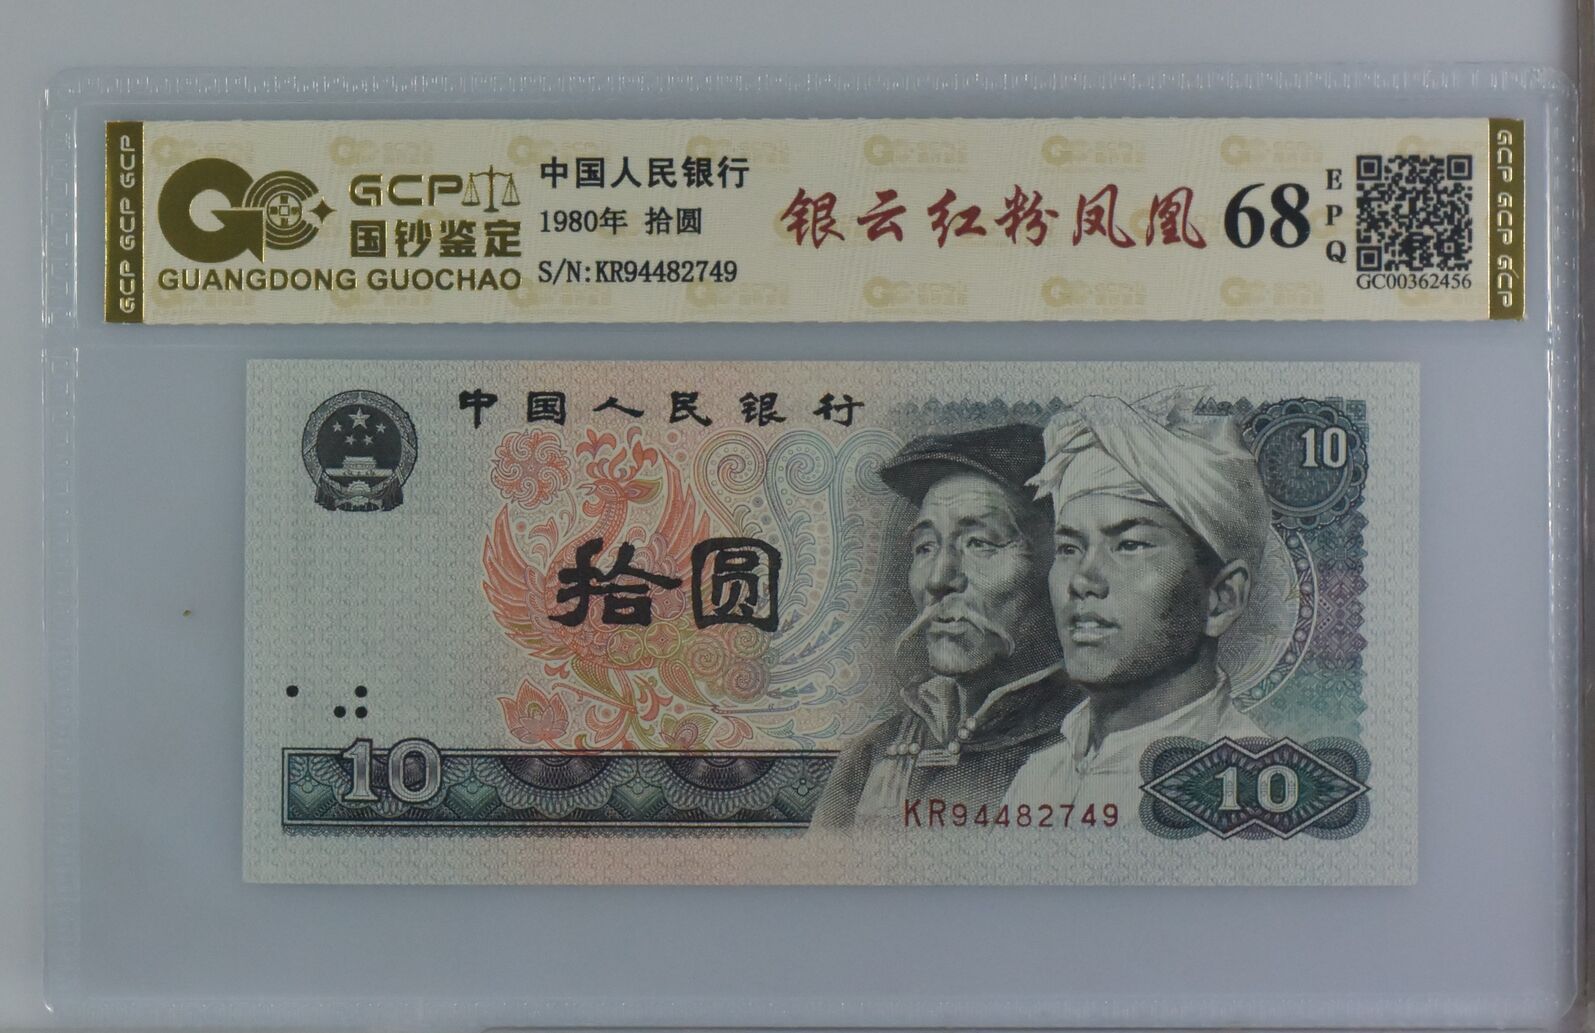 GCP GCP GCP
GCP
国钞鉴定
GUANGDONG GUOCHAO
中国人民银行
1980年 拾圆
S/N:KR94482749
银云红粉凤凰
68
EPQ
GC00362456
GCP GCP GCP
中国人民银行
10
拾圆
10
KR94482749
10